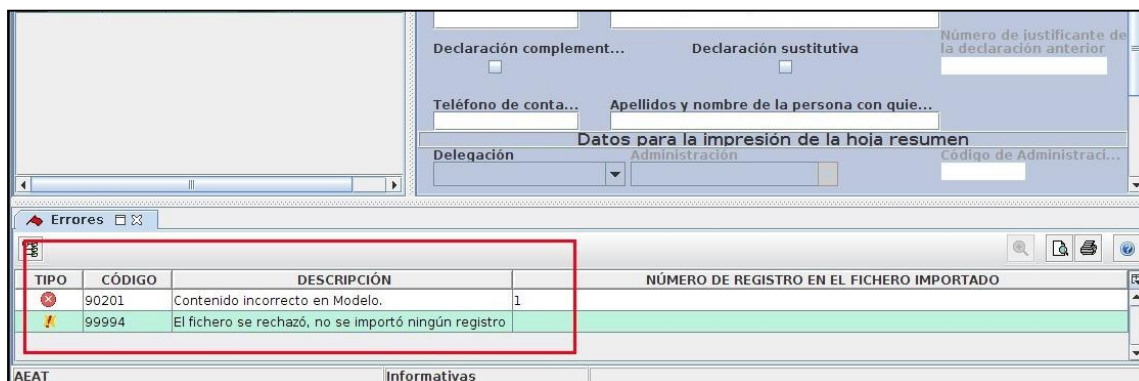 Declaración complement... Declaración sustitutiva Número de justificante de la declaración anterior
Teléfono de conta... Apellidos y nombre de la persona con quie...
Datos para la impresión de la hoja resumen
Delegación Administración Código de Administraci...
Errores
TIPO CÓDIGO DESCRIPCIÓN NÚMERO DE REGISTRO EN EL FICHERO IMPORTADO
90201 Contenido incorrecto en Modelo. 1
99994 El fichero se rechazó, no se importó ningún registro
AEAT Informativas